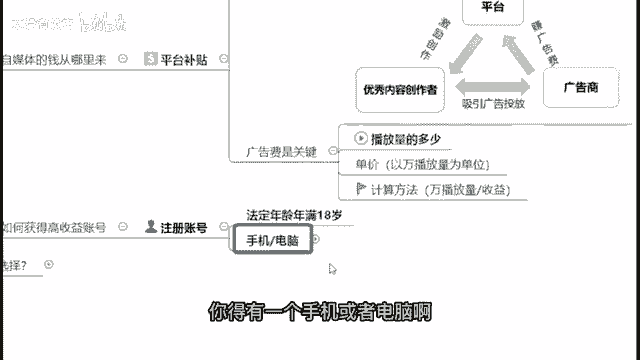 平台
激励创作
赚广告费
优秀内容创作者
广告商
吸引广告投放
自媒体的钱从哪里来
$ 平台补贴
广告费是关键
播放量的多少
单价（以万播放量为单位）
计算方法（万播放量/收益）
如何获得高收益账号
注册账号
法定年龄年满18岁
手机/电脑
选择？
你得有一个手机或者电脑啊